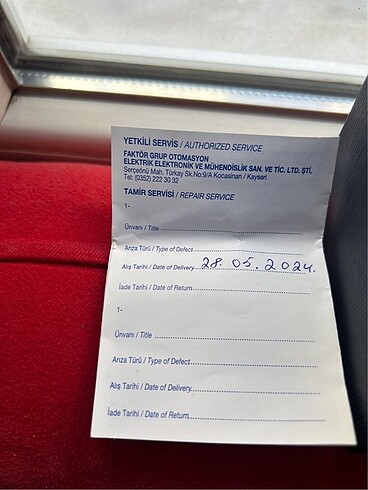 YETKİLİ SERVİS / AUTHORIZED SERVICE
FAKTÖR GRUP OTOMASYON
ELEKTRİK ELEKTRONİK VE MÜHENDİSLİK SAN. VE TİC. LTD. ŞTİ.
Serçeönü Mah. Türkay Sk.No:9/A Kocasinan / Kayseri
Tel: (0352) 222 30 32
TAMİR SERVİSİ / REPAIR SERVICE
1-
Ünvanı / Title
Arıza Türü / Type of Defect
Alış Tarihi / Date of Delivery 28.05.2024.
İade Tarihi / Date of Return
1-
Ünvanı / Title
Arıza Türü / Type of Defect
Alış Tarihi / Date of Delivery
İade Tarihi / Date of Return